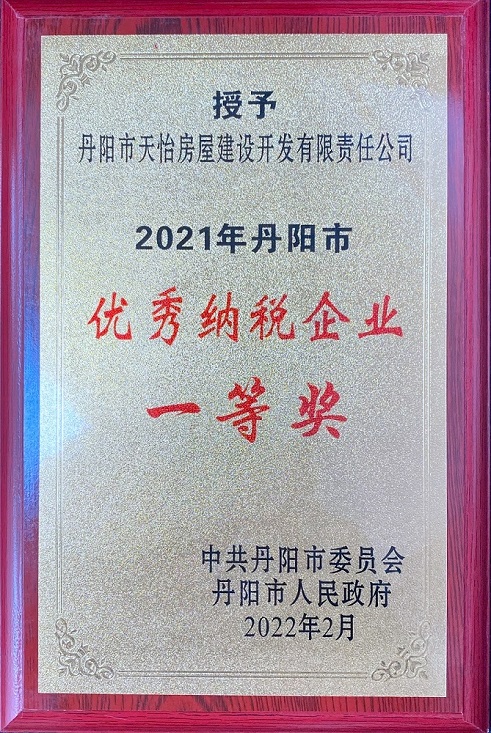 授予
丹阳市天怡房屋建设开发有限责任公司
2021年丹阳市
优秀纳税企业
一等奖
中共丹阳市委员会
丹阳市人民政府
2022年2月